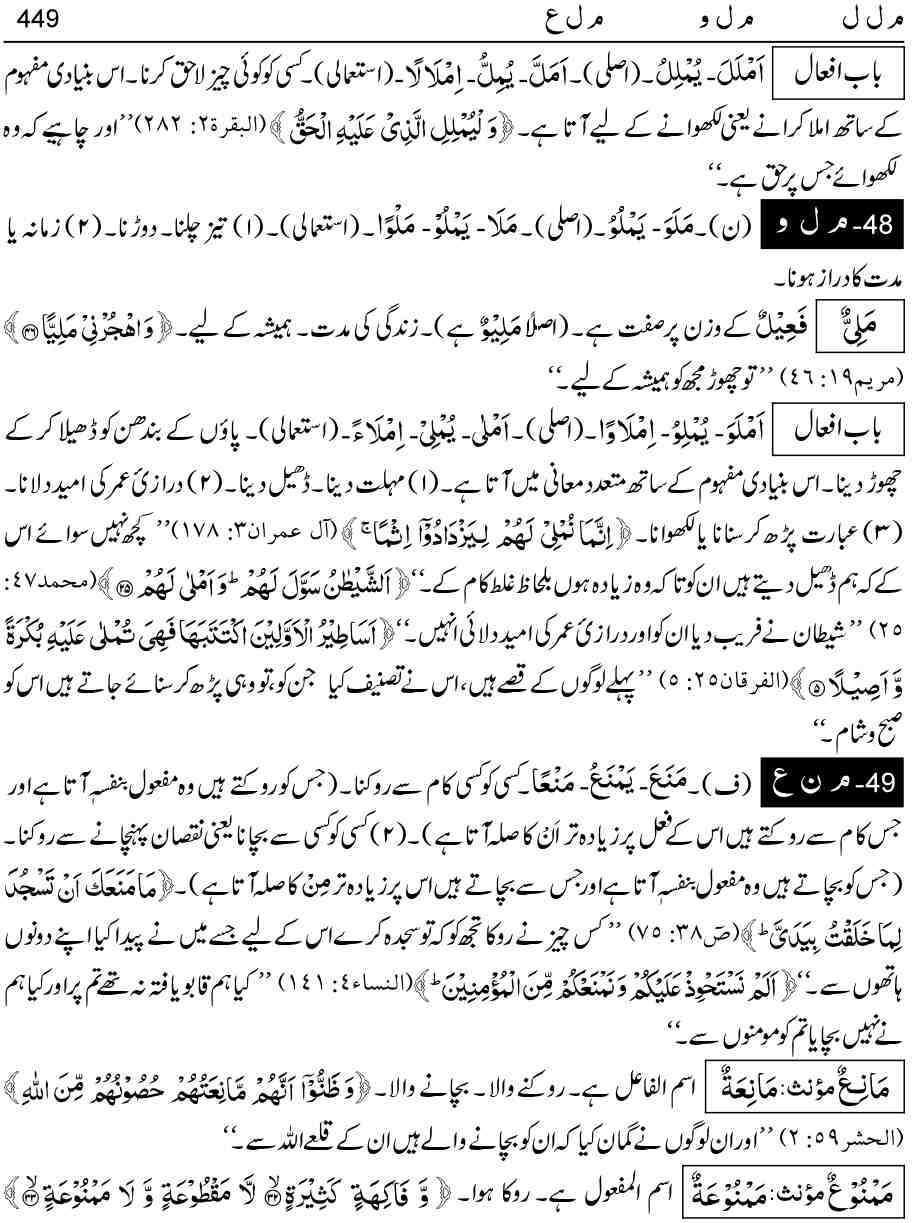 م ل ل م ل و م ل ع 449
باب افعال اَمْلَلَ۔ یُمْلِلُ۔ (اصلی)۔ اَمَلَّ۔ یُمِلُّ۔ اِمْلَالًا۔ (استعمالی)۔ کسی کو کوئی چیز لاحق کرنا۔ اس بنیادی مفہوم
کے ساتھ املا کرانے یعنی لکھوانے کے لیے آتا ہے۔ ﴿وَ لْیُمْلِلِ الَّذِیْ عَلَیْهِ الْحَقُّ﴾ (البقرۃ۲: ۲۸۲) ’’اور چاہیے کہ وہ
لکھوائے جس پر حق ہے۔‘‘
48- م ل و (ن)۔ مَلَوَ۔ یَمْلُوُ۔ (اصلی)۔ مَلَا۔ یَمْلُوْ۔ مَلْوًا۔ (استعمالی)۔ (۱) تیز چلنا۔ دوڑنا۔ (۲) زمانہ یا
مدت کا دراز ہونا۔
مَلِیٌّ فَعِیْلٌ کے وزن پر صفت ہے۔ (اصلاً مَلِیْوٌ ہے)۔ زندگی کی مدت۔ ہمیشہ کے لیے۔ ﴿وَاهْجُرْنِیْ مَلِیًّا ۴۶﴾
(مریم۱۹: ۴۶) ’’تو چھوڑ مجھ کو ہمیشہ کے لیے۔‘‘
باب افعال اَمْلَوَ۔ یُمْلِوُ۔ اِمْلَاوًا۔ (اصلی)۔ اَمْلٰی۔ یُمْلِیْ۔ اِمْلَاءً۔ (استعمالی)۔ پاؤں کے بندھن کو ڈھیلا کر کے
چھوڑ دینا۔ اس بنیادی مفہوم کے ساتھ متعدد معانی میں آتا ہے۔ (۱) مہلت دینا۔ ڈھیل دینا۔ (۲) درازیٔ عمر کی امید دلانا۔
(۳) عبارت پڑھ کر سنانا یا لکھوانا۔ ﴿اِنَّمَا نُمْلِیْ لَهُمْ لِیَزْدَادُوْۤا اِثْمًا ۚ﴾ (آل عمران۳: ۱۷۸) ’’کچھ نہیں سوائے اس
کے کہ ہم ڈھیل دیتے ہیں ان کو تا کہ وہ زیادہ ہوں بلحاظ غلط کام کے۔‘‘ ﴿اَلشَّیْطٰنُ سَوَّلَ لَهُمْ ؕ وَ اَمْلٰی لَهُمْ ۲۵﴾ (محمد۴۷:
۲۵) ’’شیطان نے فریب دیا ان کو اور درازیٔ عمر کی امید دلائی انہیں۔‘‘ ﴿اَسَاطِیْرُ الْاَوَّلِیْنَ اكْتَتَبَهَا فَهِیَ تُمْلٰی عَلَیْهِ بُكْرَةً
وَّ اَصِیْلًا ۵﴾ (الفرقان۲۵: ۵) ’’پہلے لوگوں کے قصے ہیں، اس نے تصنیف کیا جن کو، تو وہی پڑھ کر سنائے جاتے ہیں اس کو
صبح و شام۔‘‘
49- م ن ع (ف)۔ مَنَعَ۔ یَمْنَعُ۔ مَنْعًا۔ کسی کو کسی کام سے روکنا۔ (جس کو روکتے ہیں وہ مفعول بنفسہٖ آتا ہے اور
جس کام سے روکتے ہیں اس کے فعل پر زیادہ تر اَنْ کا صلہ آتا ہے)۔ (۲) کسی کو کسی سے بچانا یعنی نقصان پہنچانے سے روکنا۔
(جس کو بچاتے ہیں وہ مفعول بنفسہٖ آتا ہے اور جس سے بچاتے ہیں اس پر زیادہ تر مِنْ کا صلہ آتا ہے)۔ ﴿مَا مَنَعَكَ اَنْ تَسْجُدَ
لِمَا خَلَقْتُ بِیَدَیَّ ؕ﴾ (صٓ۳۸: ۷۵) ’’کس چیز نے روکا تجھ کو کہ تو سجدہ کرے اس کے لیے جسے میں نے پیدا کیا اپنے دونوں
ہاتھوں سے۔‘‘ ﴿اَلَمْ نَسْتَحْوِذْ عَلَیْكُمْ وَ نَمْنَعْكُمْ مِّنَ الْمُؤْمِنِیْنَ ؕ﴾ (النساء۴: ۱۴۱) ’’کیا ہم قابو یافتہ نہ تھے تم پر اور کیا ہم
نے نہیں بچایا تم کو مومنوں سے۔‘‘
مَانِعٌ مؤنث: مَانِعَةٌ اسم الفاعل ہے۔ روکنے والا۔ بچانے والا۔ ﴿وَ ظَنُّوْۤا اَنَّهُمْ مَّانِعَتُهُمْ حُصُوْنُهُمْ مِّنَ اللّٰهِ﴾
(الحشر۵۹: ۲) ’’اور ان لوگوں نے گمان کیا کہ ان کو بچانے والے ہیں ان کے قلعے اللہ سے۔‘‘
مَمْنُوْعٌ مؤنث: مَمْنُوْعَةٌ اسم المفعول ہے۔ روکا ہوا۔ ﴿وَّ فَاكِهَةٍ كَثِیْرَةٍ ۙ۳۲ لَّا مَقْطُوْعَةٍ وَّ لَا مَمْنُوْعَةٍ ۙ۳۳﴾